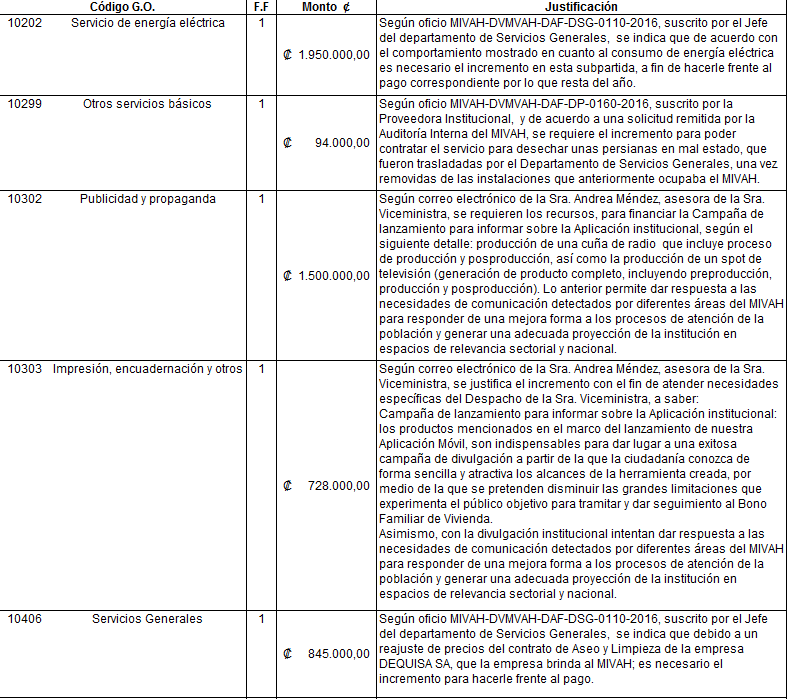 Código G.O. F.F Monto ₡ Justificación
10202 Servicio de energía eléctrica 1 ₡ 1.950.000,00
Según oficio MIVAH-DVMVAH-DAF-DSG-0110-2016, suscrito por el Jefe
del departamento de Servicios Generales, se indica que de acuerdo con
el comportamiento mostrado en cuanto al consumo de energía eléctrica
es necesario el incremento en esta subpartida, a fin de hacerle frente al
pago correspondiente por lo que resta del año.
10299 Otros servicios básicos 1 ₡ 94.000,00
Según oficio MIVAH-DVMVAH-DAF-DP-0160-2016, suscrito por la
Proveedora Institucional, y de acuerdo a una solicitud remitida por la
Auditoría Interna del MIVAH, se requiere el incremento para poder
contratar el servicio para desechar unas persianas en mal estado, que
fueron trasladadas por el Departamento de Servicios Generales, una vez
removidas de las instalaciones que anteriormente ocupaba el MIVAH.
10302 Publicidad y propaganda 1 ₡ 1.500.000,00
Según correo electrónico de la Sra. Andrea Méndez, asesora de la Sra.
Viceministra, se requieren los recursos, para financiar la Campaña de
lanzamiento para informar sobre la Aplicación institucional, según el
siguiente detalle: producción de una cuña de radio que incluye proceso
de producción y posproducción, así como la producción de un spot de
televisión (generación de producto completo, incluyendo preproducción,
producción y posproducción). Lo anterior permite dar respuesta a las
necesidades de comunicación detectados por diferentes áreas del MIVAH
para responder de una mejora forma a los procesos de atención de la
población y generar una adecuada proyección de la institución en
espacios de relevancia sectorial y nacional.
10303 Impresión, encuadernación y otros 1 ₡ 728.000,00
Según correo electrónico de la Sra. Andrea Méndez, asesora de la Sra.
Viceministra, se justifica el incremento con el fin de atender necesidades
específicas del Despacho de la Sra. Viceministra, a saber:
Campaña de lanzamiento para informar sobre la Aplicación institucional:
los productos mencionados en el marco del lanzamiento de nuestra
Aplicación Móvil, son indispensables para dar lugar a una exitosa
campaña de divulgación a partir de la que la ciudadanía conozca de
forma sencilla y atractiva los alcances de la herramienta creada, por
medio de la que se pretenden disminuir las grandes limitaciones que
experimenta el público objetivo para tramitar y dar seguimiento al Bono
Familiar de Vivienda.
Asimismo, con la divulgación institucional intentan dar respuesta a las
necesidades de comunicación detectados por diferentes áreas del MIVAH
para responder de una mejora forma a los procesos de atención de la
población y generar una adecuada proyección de la institución en
espacios de relevancia sectorial y nacional.
10406 Servicios Generales 1 ₡ 845.000,00
Según oficio MIVAH-DVMVAH-DAF-DSG-0110-2016, suscrito por el Jefe
del departamento de Servicios Generales, se indica que debido a un
reajuste de precios del contrato de Aseo y Limpieza de la empresa
DEQUISA SA, que la empresa brinda al MIVAH; es necesario el
incremento para hacerle frente al pago.